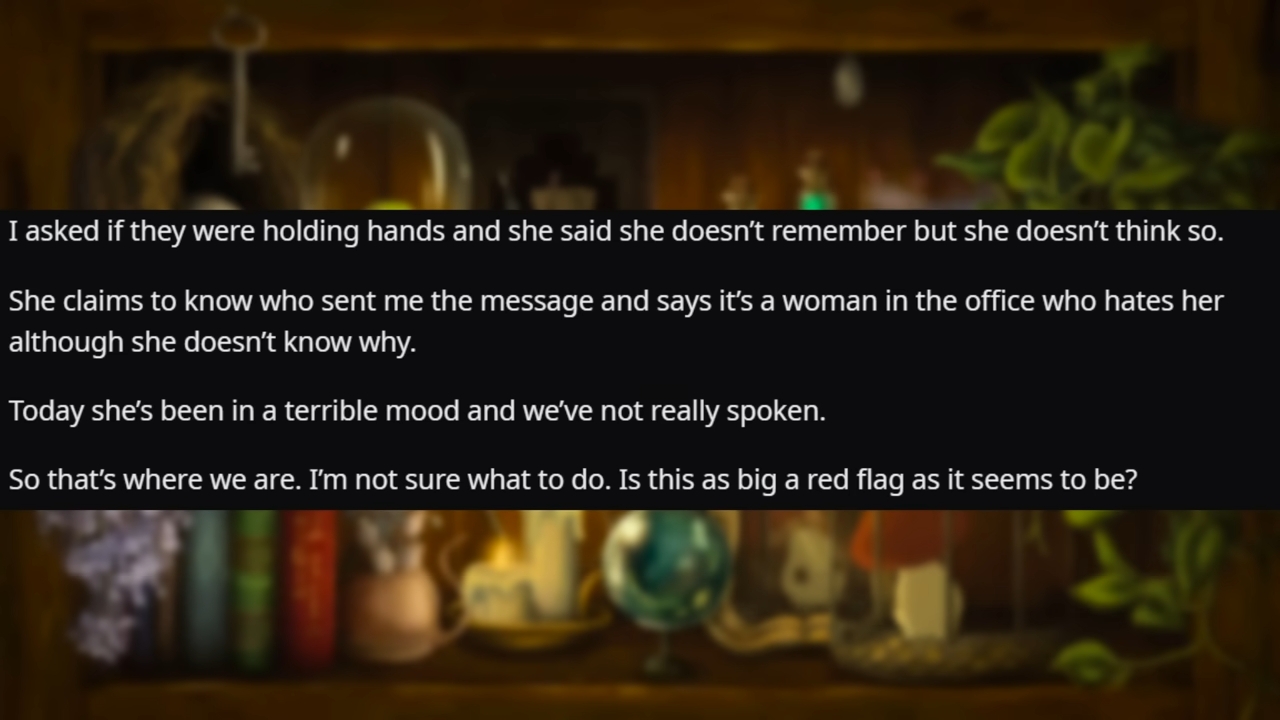 I asked if they were holding hands and she said she doesn’t remember but she doesn’t think so.
She claims to know who sent me the message and says it’s a woman in the office who hates her
although she doesn’t know why.
Today she’s been in a terrible mood and we’ve not really spoken.
So that’s where we are. I’m not sure what to do. Is this as big a red flag as it seems to be?